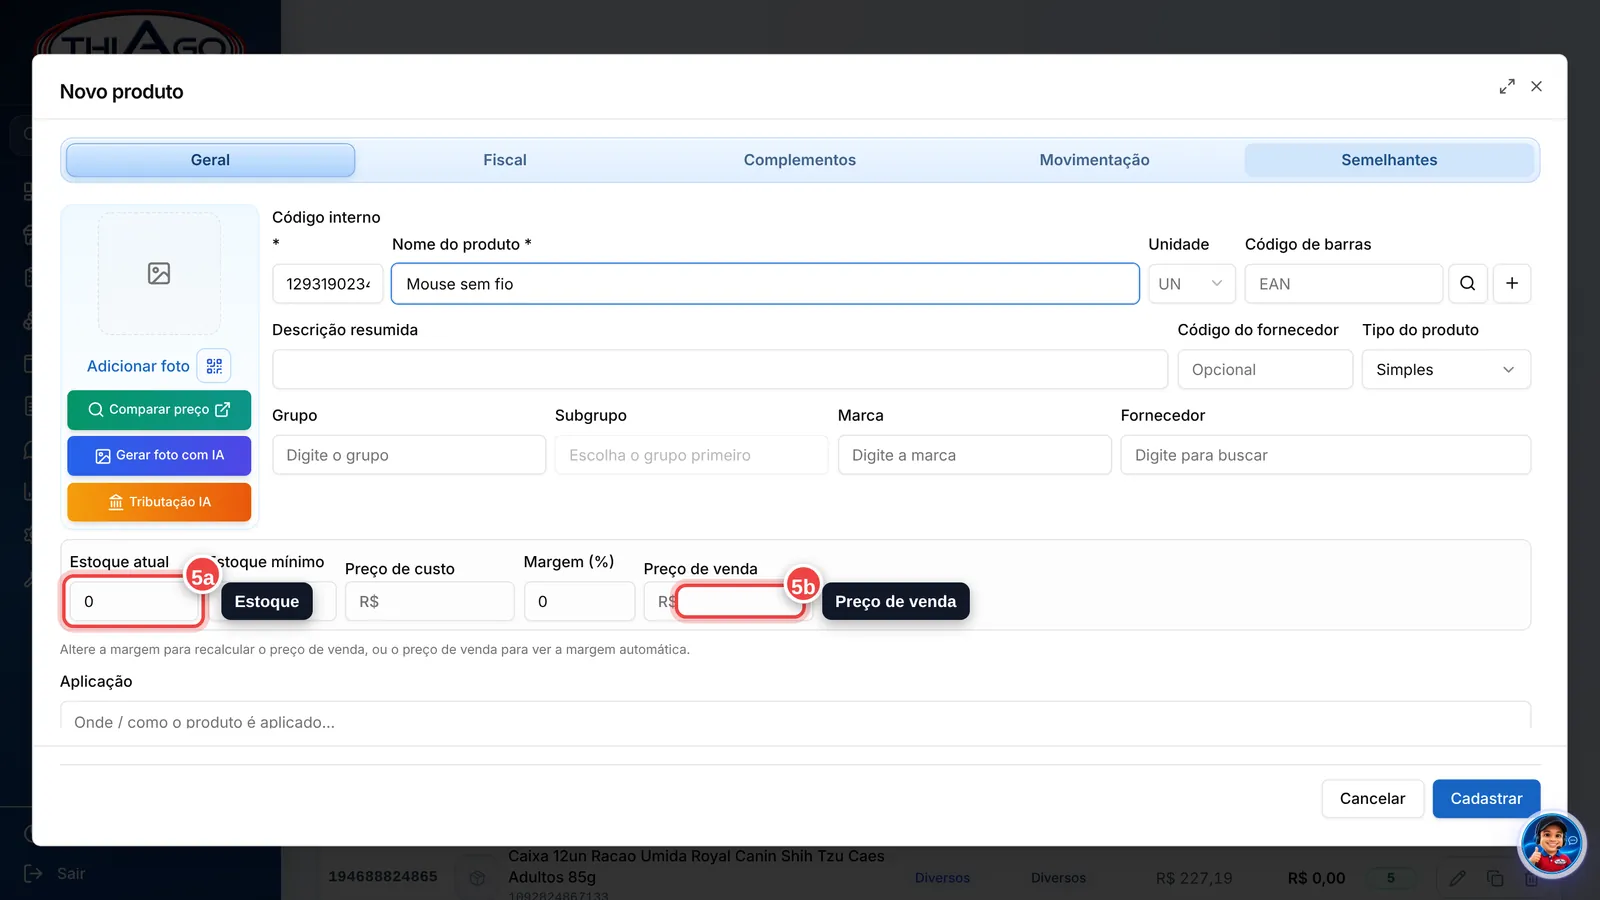 THIAGO
Novo produto
Geral
Fiscal
Complementos
Movimentação
Semelhantes
Código interno
*
Nome do produto *
Unidade
Código de barras
129319023
Mouse sem fio
UN
EAN
Descrição resumida
Código do fornecedor
Tipo do produto
Opcional
Simples
Adicionar foto
Comparar preço
Gerar foto com IA
Tributação IA
Grupo
Subgrupo
Marca
Fornecedor
Digite o grupo
Escolha o grupo primeiro
Digite a marca
Digite para buscar
Estoque atual
5a
stoque mínimo
Preço de custo
Margem (%)
Preço de venda
5b
0
Estoque
R$
0
R$
Preço de venda
Altere a margem para recalcular o preço de venda, ou o preço de venda para ver a margem automática.
Aplicação
Onde / como o produto é aplicado...
Cancelar
Cadastrar
Sair
194688824865
Caixa 12un Racao Umida Royal Canin Shih Tzu Caes
Adultos 85g
Diversos
Diversos
R$ 227,19
R$ 0,00
5